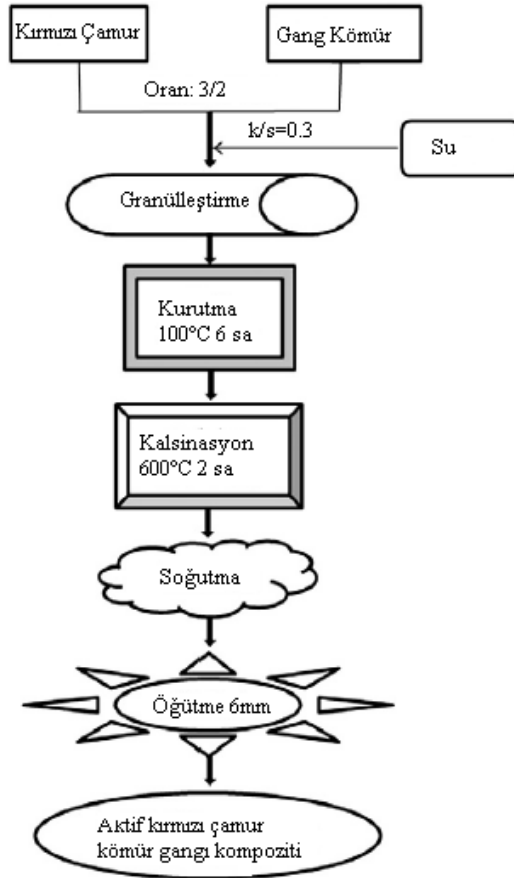 Kırmızı Çamur
Gang Kömür
Oran: 3/2
k/s=0.3
Su
Granülleştirme
Kurutma
100°C 6 sa
Kalsinasyon
600°C 2 sa
Soğutma
Öğütme 6mm
Aktif kırmızı çamur
kömür gangı kompoziti